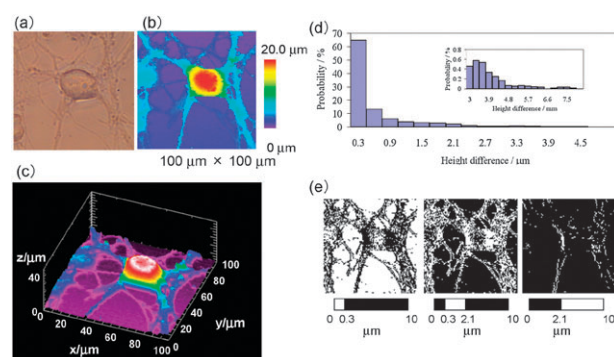 (a)
(b)
20.0 µm
0 µm
100 µm × 100 µm
(c)
z/µm
40
0
0
20
40
60
80
100
x/µm
0
20
40
60
80
100
y/µm
(d)
Probability / %
70
60
50
40
30
20
10
0
0.3 0.9 1.5 2.1 2.7 3.3 3.9 4.5
Height difference / µm
Probability / %
0.8
0.6
0.4
0.2
0
3 3.9 4.8 5.7 6.6 7.5
Height difference / um
(e)
0 0.3 10
µm
0 0.3 2.1 10
µm
0 2.1 10
µm